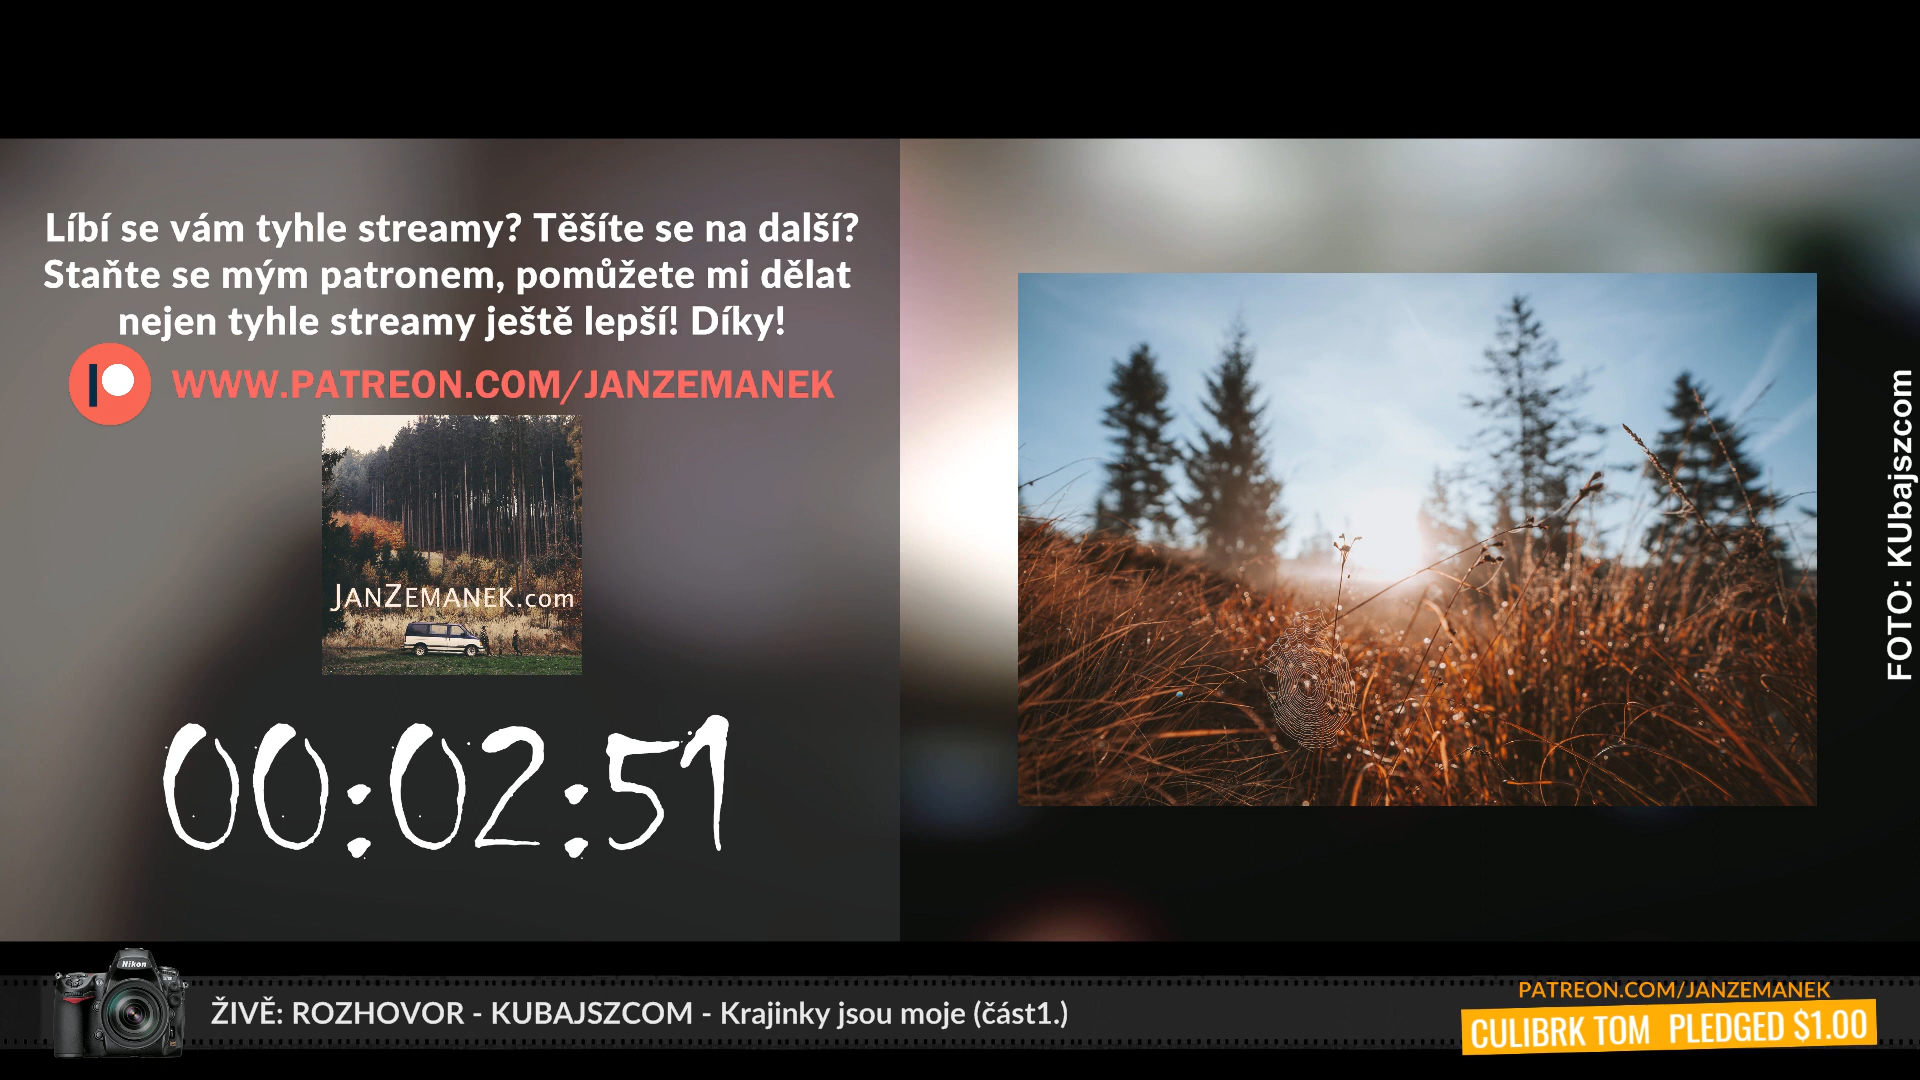 Líbí se vám tyhle streamy? Těšíte se na další?
Staňte se mým patronem, pomůžete mi dělat
nejen tyhle streamy ještě lepší! Díky!
WWW.PATREON.COM/JANZEMANEK
JANZEMANEK.com
00:02:51
FOTO: KUbajszcom
Nikon
ŽIVĚ: ROZHOVOR - KUBAJSZCOM - Krajinky jsou moje (část1.)
PATREON.COM/JANZEMANEK
CULIBRK TOM PLEDGED $1.00